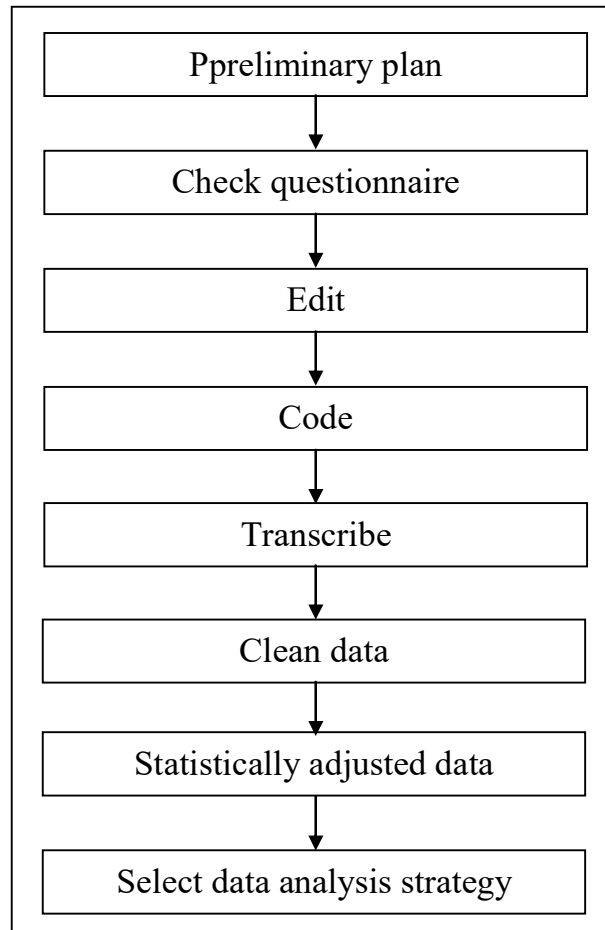 Ppreliminary plan
Check questionnaire
Edit
Code
Transcribe
Clean data
Statistically adjusted data
Select data analysis strategy